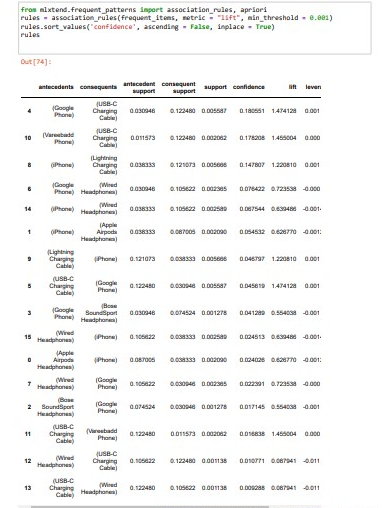 from mlxtend.frequent_patterns import association_rules, apriori
rules = association_rules(frequent_items, metric = "lift", min_threshold = 0.001)
rules.sort_values('confidence', ascending = False, inplace = True)
rules
Out[74]:
antecedents consequents antecedent support consequent support support confidence lift leven
4 (Google Phone) (USB-C Charging Cable) 0.030946 0.122480 0.005587 0.180551 1.474128 0.001
10 (Vareebadd Phone) (USB-C Charging Cable) 0.011573 0.122480 0.002062 0.178208 1.455004 0.000
8 (iPhone) (Lightning Charging Cable) 0.038333 0.121073 0.005666 0.147807 1.220810 0.001
6 (Google Phone) (Wired Headphones) 0.030946 0.105622 0.002365 0.076422 0.723538 -0.000
14 (iPhone) (Wired Headphones) 0.038333 0.105622 0.002589 0.067544 0.639486 -0.001
1 (iPhone) (Apple Airpods Headphones) 0.038333 0.087005 0.002090 0.054532 0.626770 -0.001
9 (Lightning Charging Cable) (iPhone) 0.121073 0.038333 0.005666 0.046797 1.220810 0.001
5 (USB-C Charging Cable) (Google Phone) 0.122480 0.030946 0.005587 0.045619 1.474128 0.001
3 (Google Phone) (Bose SoundSport Headphones) 0.030946 0.074524 0.001278 0.041289 0.554038 -0.001
15 (Wired Headphones) (iPhone) 0.105622 0.038333 0.002589 0.024513 0.639486 -0.001
0 (Apple Airpods Headphones) (iPhone) 0.087005 0.038333 0.002090 0.024026 0.626770 -0.001
7 (Wired Headphones) (Google Phone) 0.105622 0.030946 0.002365 0.022391 0.723538 -0.000
2 (Bose SoundSport Headphones) (Google Phone) 0.074524 0.030946 0.001278 0.017145 0.554038 -0.001
11 (USB-C Charging Cable) (Vareebadd Phone) 0.122480 0.011573 0.002062 0.016838 1.455004 0.000
12 (Wired Headphones) (USB-C Charging Cable) 0.105622 0.122480 0.001138 0.010771 0.087941 -0.011
13 (USB-C Charging Cable) (Wired Headphones) 0.122480 0.105622 0.001138 0.009288 0.087941 -0.011